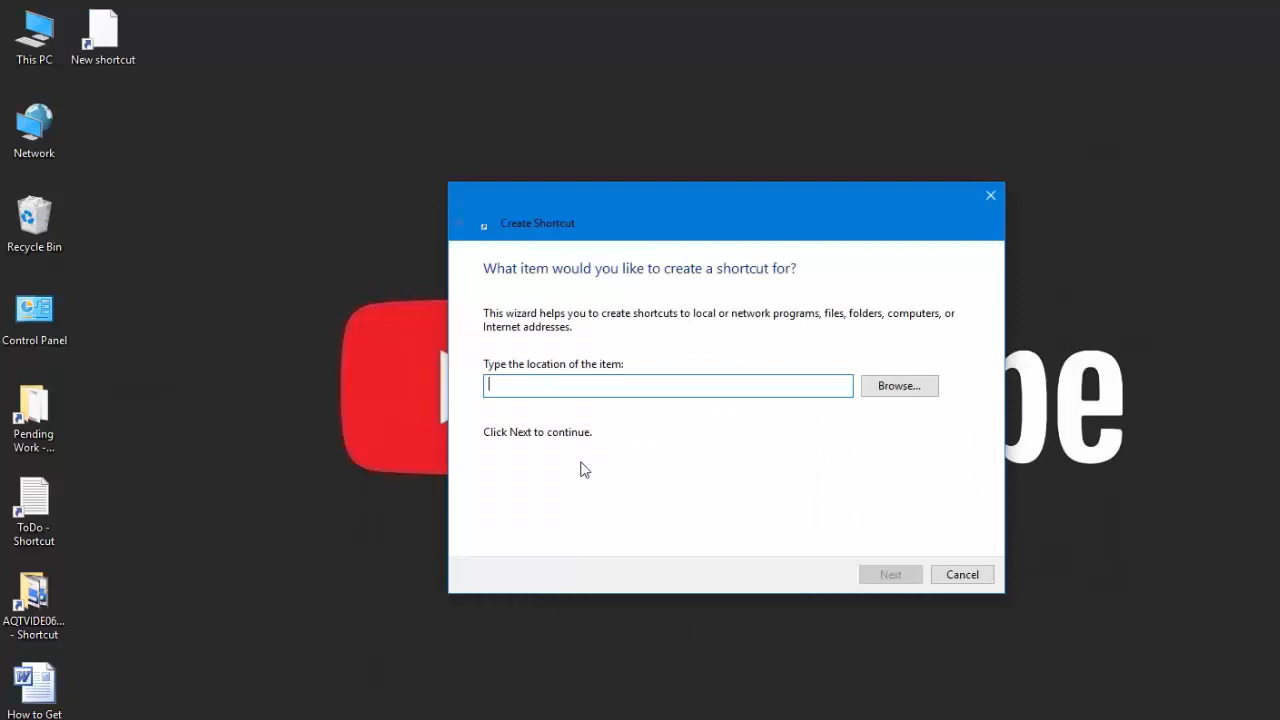 This PC
New shortcut
Network
Recycle Bin
Control Panel
Pending
Work -...
ToDo -
Shortcut
AQTVIDE06...
- Shortcut
How to Get
Create Shortcut
What item would you like to create a shortcut for?
This wizard helps you to create shortcuts to local or network programs, files, folders, computers, or
Internet addresses.
Type the location of the item:
Browse...
Click Next to continue.
Next
Cancel
be